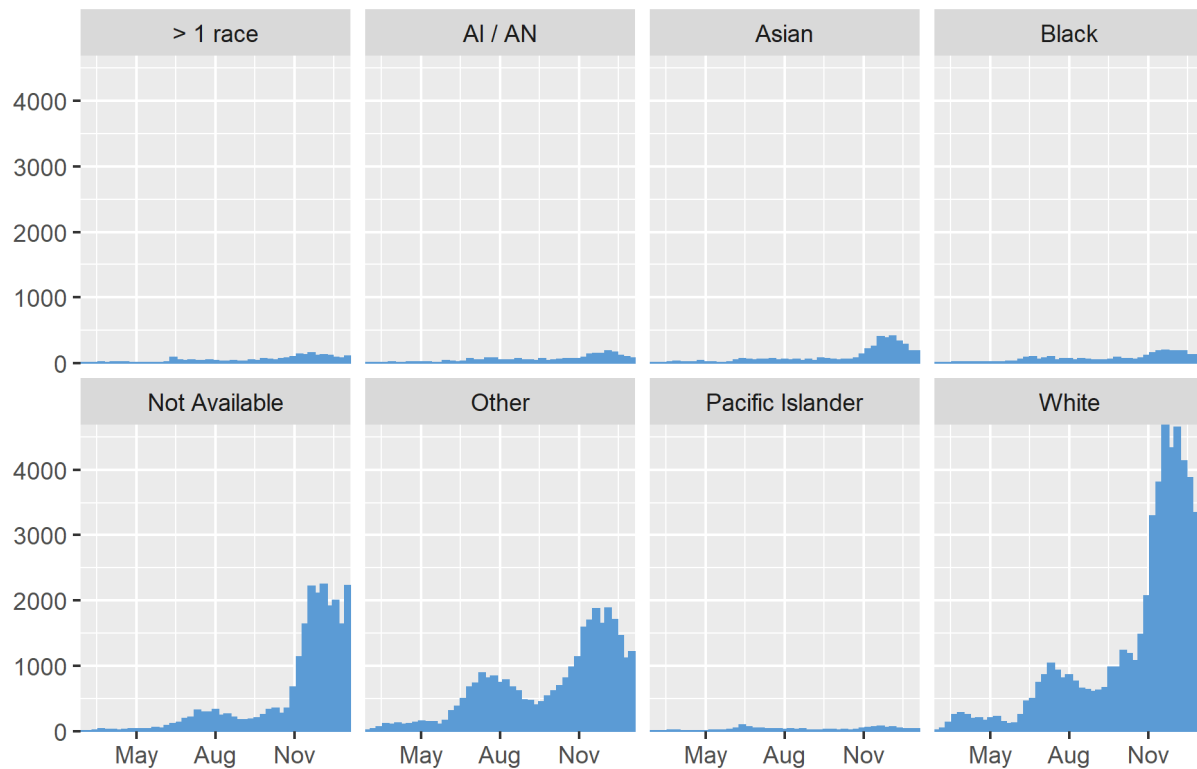 > 1 race
AI / AN
Asian
Black
4000
3000
2000
1000
0
Not Available
Other
Pacific Islander
White
4000
3000
2000
1000
0
May
Aug
Nov
May
Aug
Nov
May
Aug
Nov
May
Aug
Nov